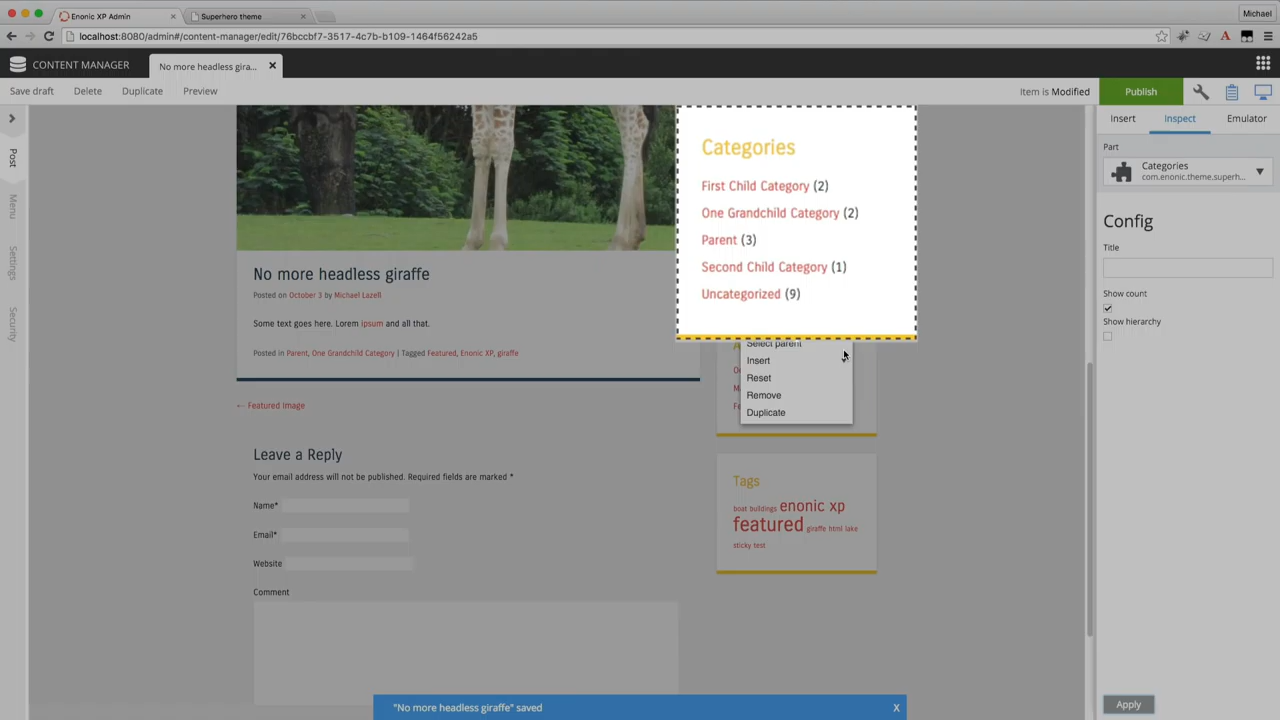 Enonic XP Admin
Superhero theme
Michael
localhost:8080/admin#/content-manager/edit/76bccbf7-3517-4c7b-b109-1464f56242a5
CONTENT MANAGER
No more headless gira...
Save draft
Delete
Duplicate
Preview
Item is Modified
Publish
Post
Menu
Settings
Security
No more headless giraffe
Posted on October 3 by Michael Lazell
Some text goes here. Lorem ipsum and all that.
Posted in Parent, One Grandchild Category | Tagged Featured, Enonic XP, giraffe
← Featured Image
Leave a Reply
Your email address will not be published. Required fields are marked *
Name*
Email*
Website
Comment
Categories
First Child Category (2)
One Grandchild Category (2)
Parent (3)
Second Child Category (1)
Uncategorized (9)
Select parent
Insert
Reset
Remove
Duplicate
Tags
boat buildings enonic xp
featured giraffe html lake
sticky test
Insert
Inspect
Emulator
Part
Categories
com.enonic.theme.superh...
Config
Title
Show count
Show hierarchy
Apply
"No more headless giraffe" saved
X